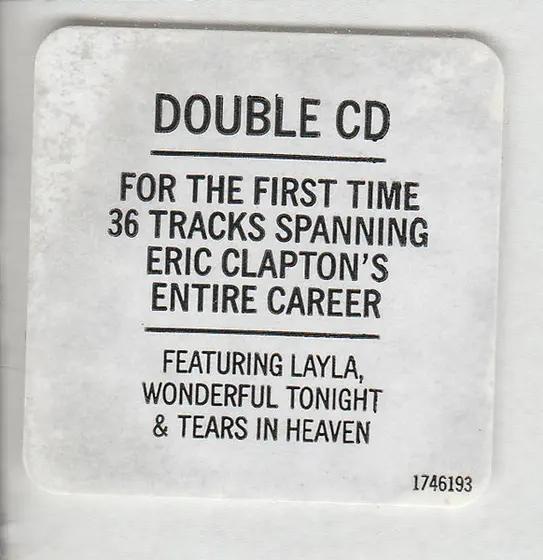 DOUBLE CD
FOR THE FIRST TIME
36 TRACKS SPANNING
ERIC CLAPTON'S
ENTIRE CAREER
FEATURING LAYLA,
WONDERFUL TONIGHT
& TEARS IN HEAVEN
1746193